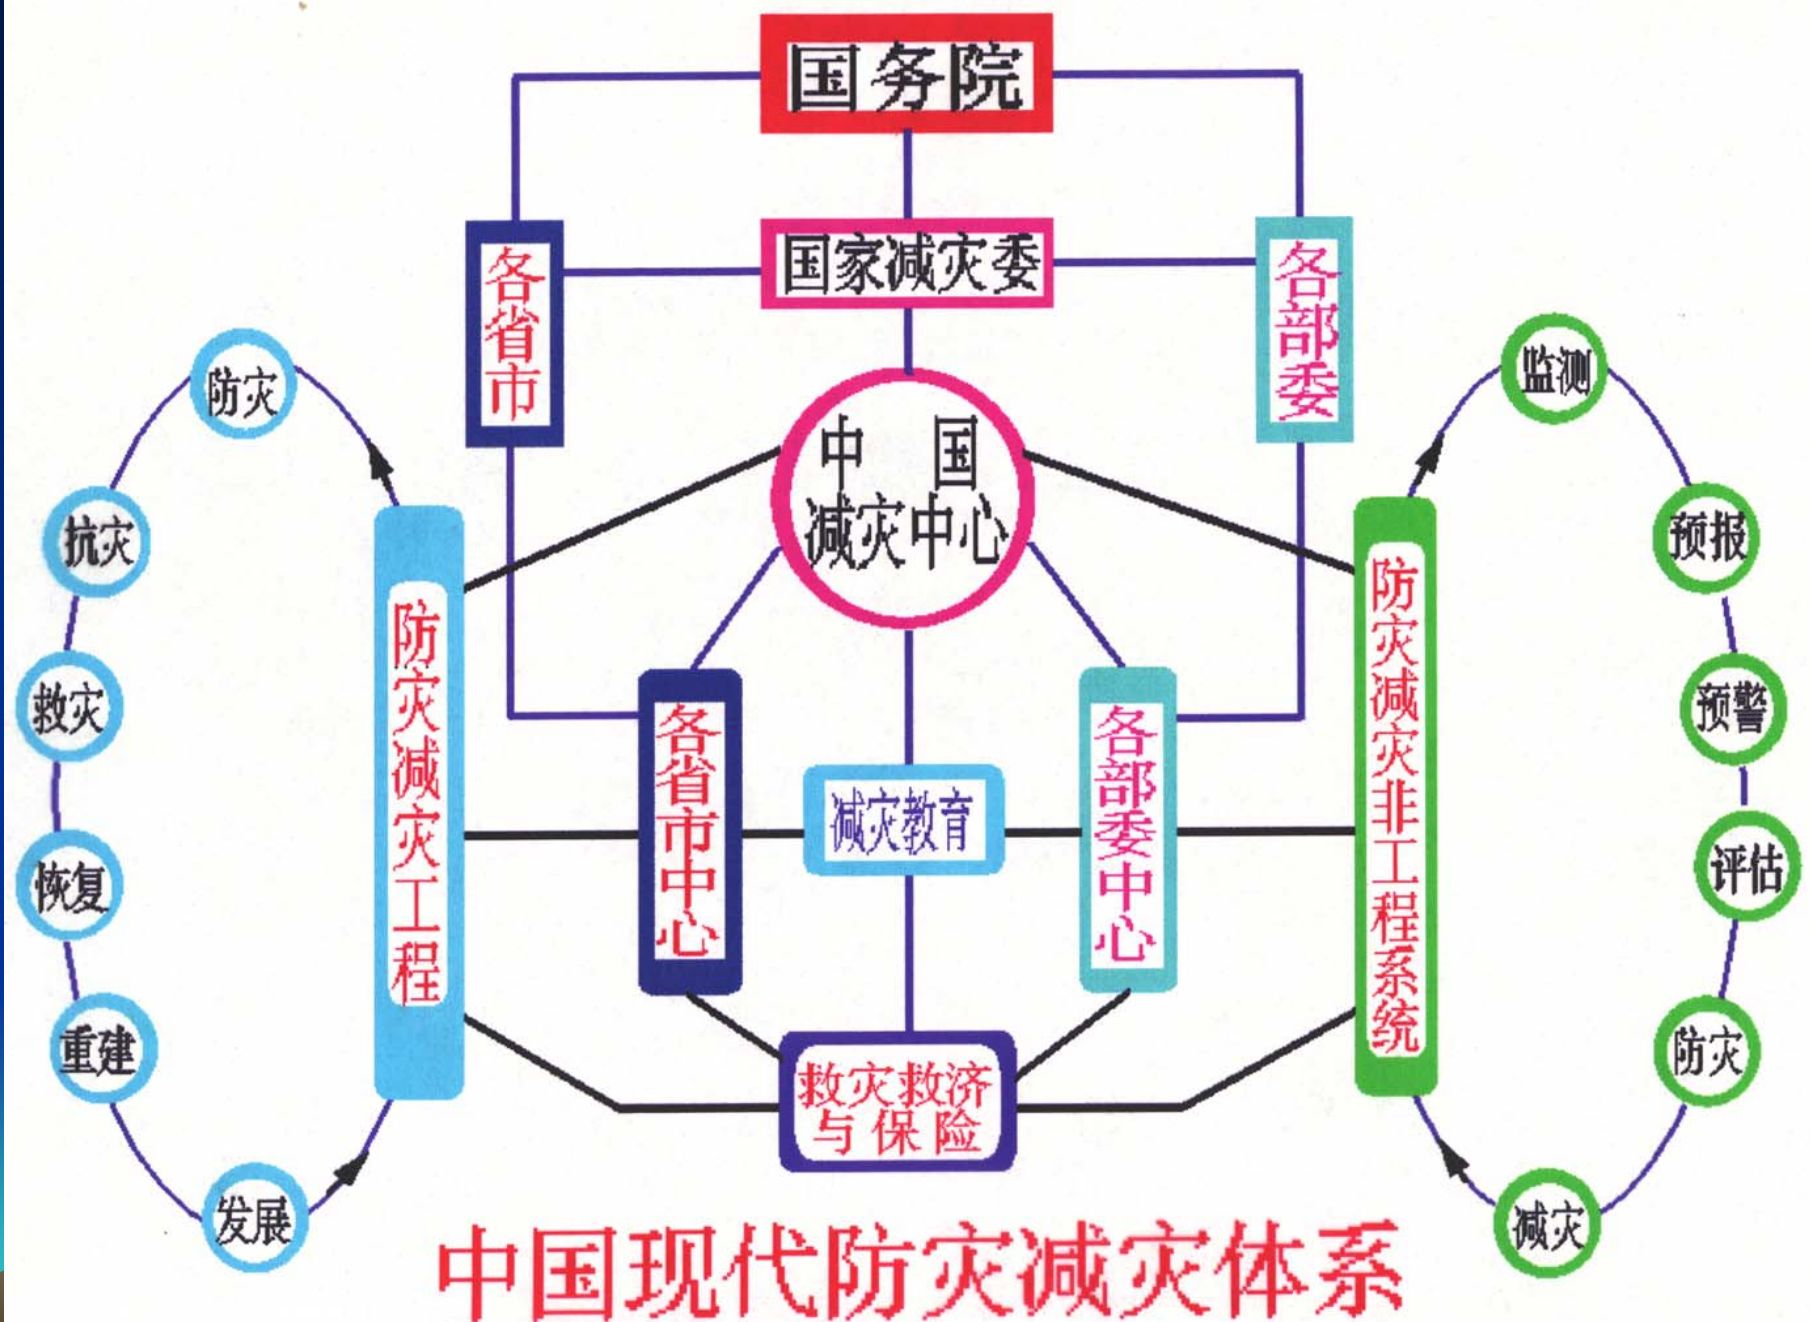 国务院
国家减灾委
各省市
各部委
中国
减灾中心
防灾
抗灾
救灾
恢复
重建
发展
防灾减灾工程
各省市中心
减灾教育
各部委中心
救灾救济
与保险
防灾减灾非工程系统
监测
预报
预警
评估
防灾
减灾
中国现代防灾减灾体系